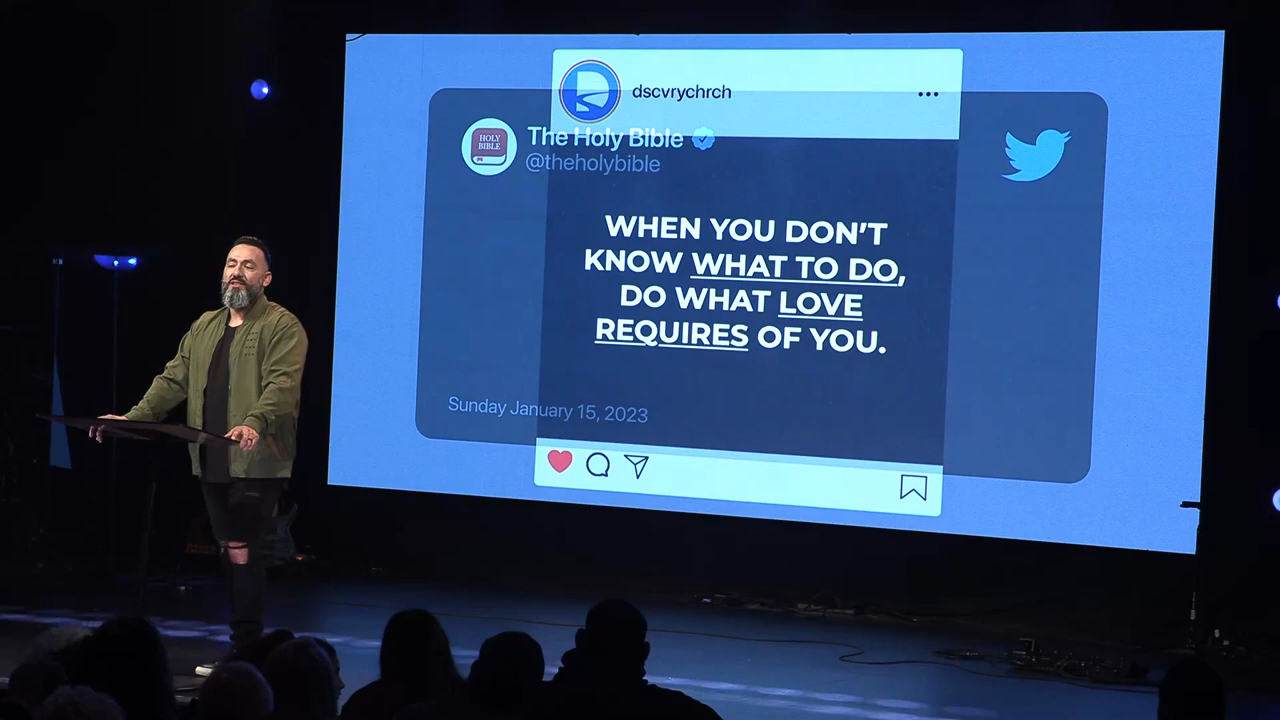 dscvrychrch
HOLY
BIBLE
The Holy Bible
@theholybible
WHEN YOU DON'T
KNOW WHAT TO DO,
DO WHAT LOVE
REQUIRES OF YOU.
Sunday January 15, 2023